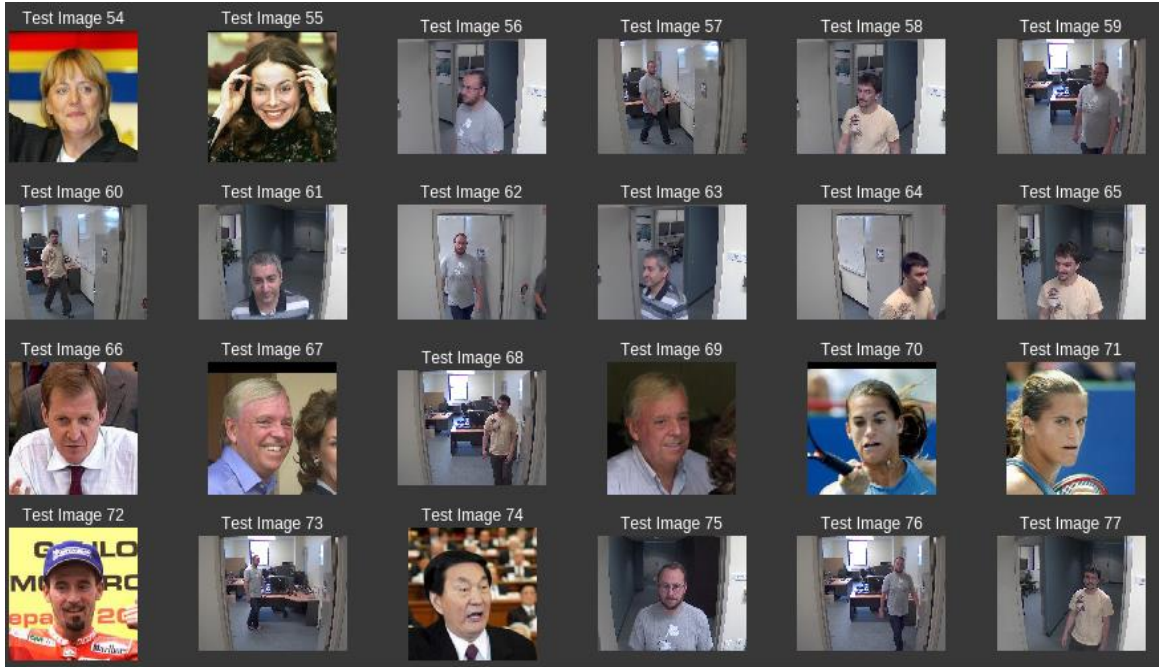 Test Image 54
Test Image 55
Test Image 56
Test Image 57
Test Image 58
Test Image 59
Test Image 60
Test Image 61
Test Image 62
Test Image 63
Test Image 64
Test Image 65
Test Image 66
Test Image 67
Test Image 68
Test Image 69
Test Image 70
Test Image 71
Test Image 72
Test Image 73
Test Image 74
Test Image 75
Test Image 76
Test Image 77
Marlboro